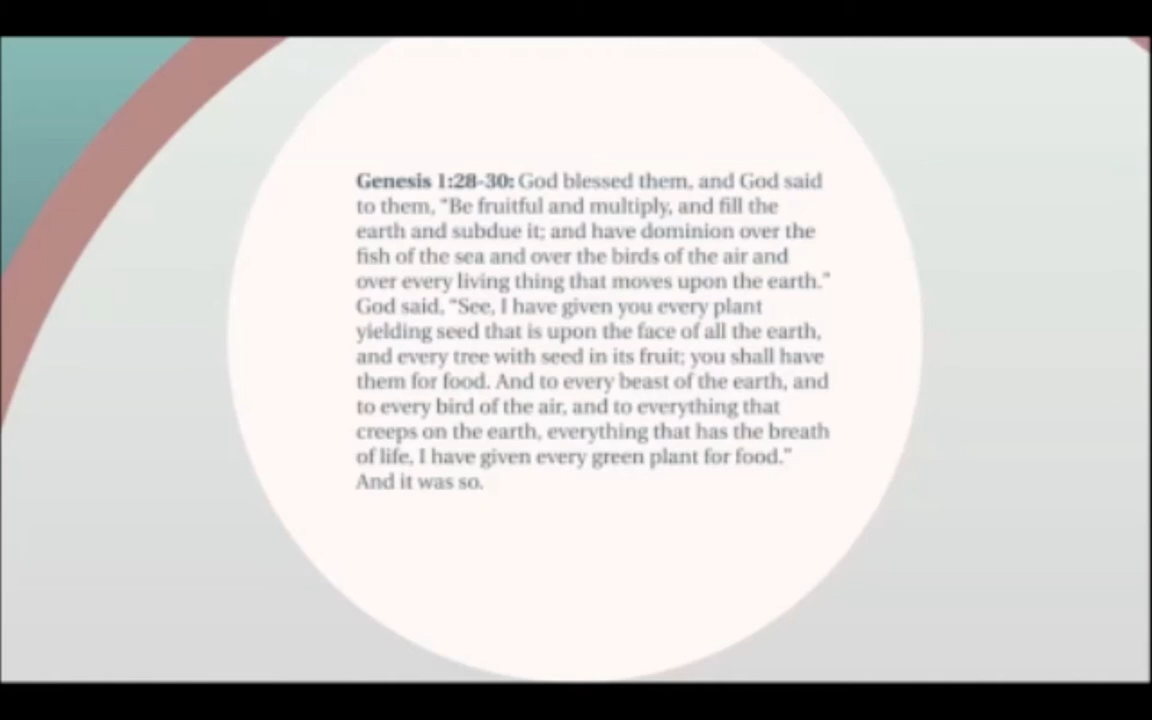 Genesis 1:28-30: God blessed them, and God said
to them, "Be fruitful and multiply, and fill the
earth and subdue it; and have dominion over the
fish of the sea and over the birds of the air and
over every living thing that moves upon the earth."
God said, "See, I have given you every plant
yielding seed that is upon the face of all the earth,
and every tree with seed in its fruit; you shall have
them for food. And to every beast of the earth, and
to every bird of the air, and to everything that
creeps on the earth, everything that has the breath
of life, I have given every green plant for food."
And it was so.